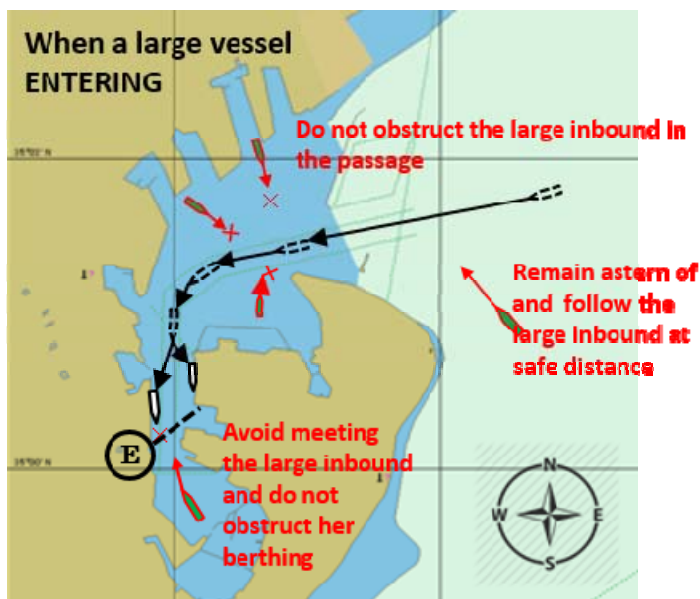 When a large vessel
ENTERING
Do not obstruct the large inbound in
the passage
Remain astern of
and follow the
large Inbound at
safe distance
Avoid meeting
the large inbound
and do not
obstruct her
berthing
E
N
W
E
S